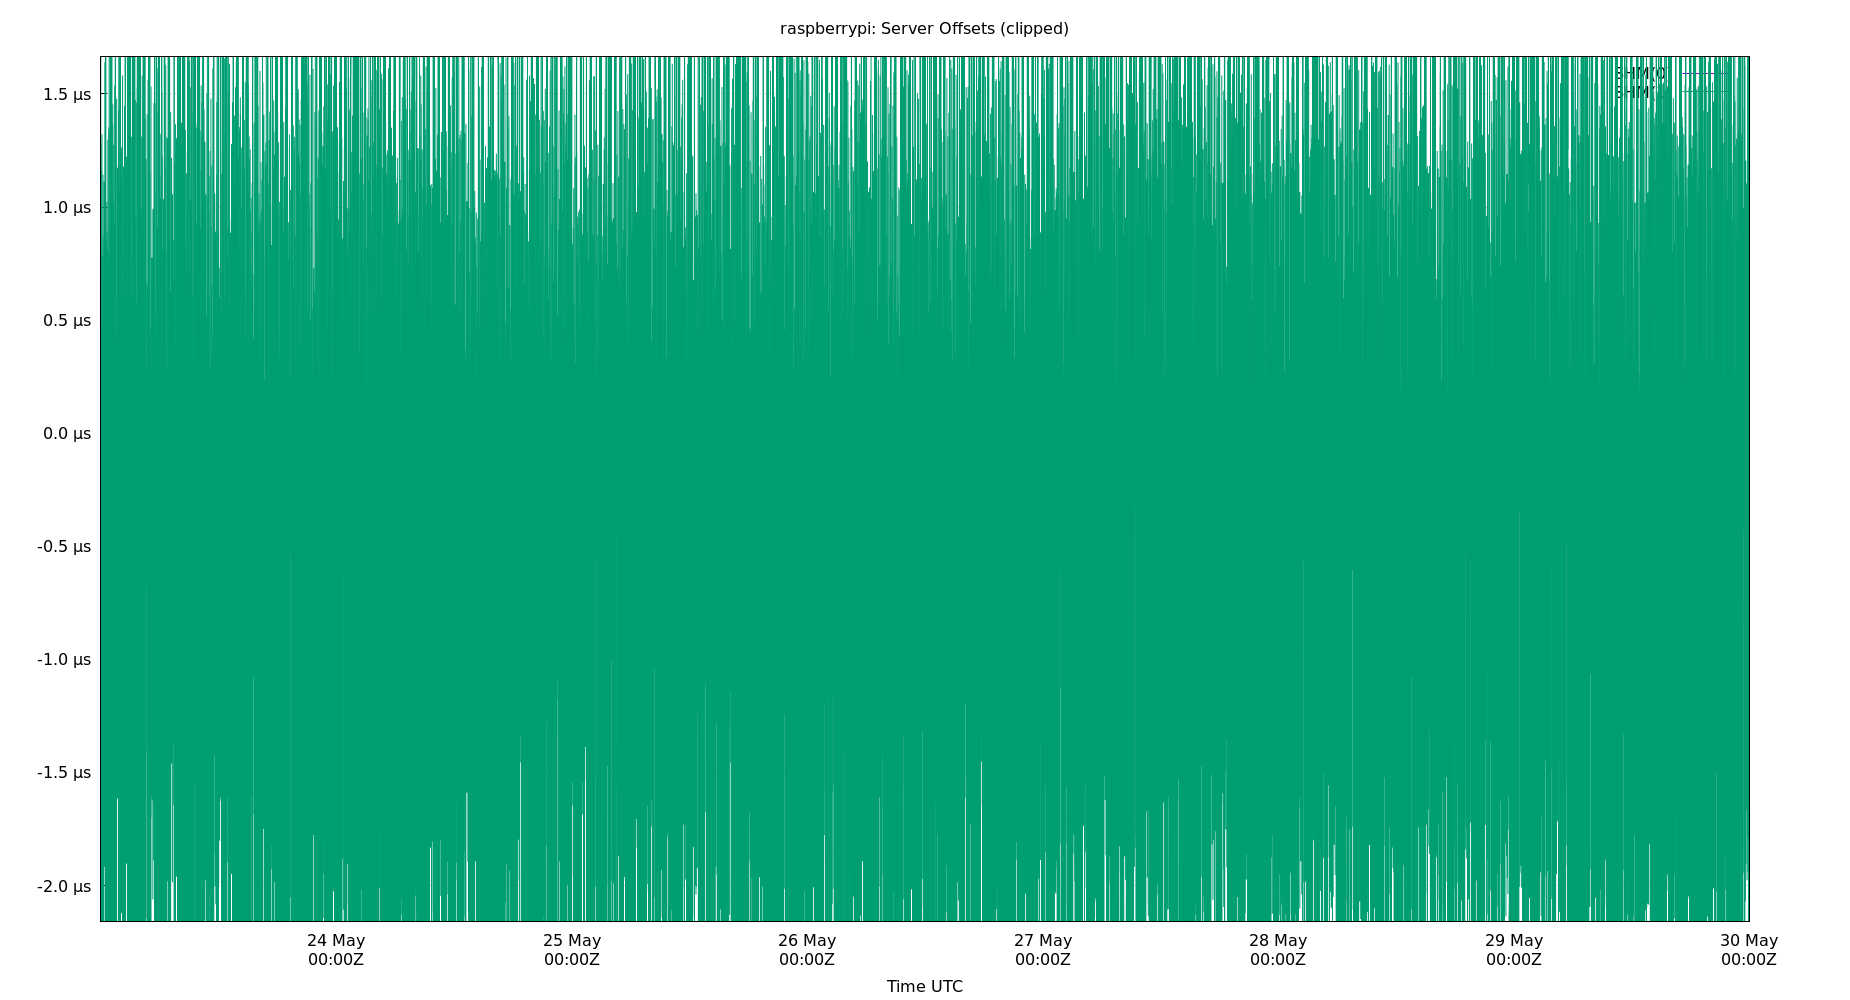 raspberrypi: Server Offsets (clipped)
SHM(0)
1.5 µs
1.0 µs
0.5 µs
0.0 µs
-0.5 µs
-1.0 µs
-1.5 µs
-2.0 µs
24 May 25 May 26 May 27 May 28 May 29 May 30 May
00:00Z 00:00Z 00:00Z 00:00Z 00:00Z 00:00Z 00:00Z
Time UTC